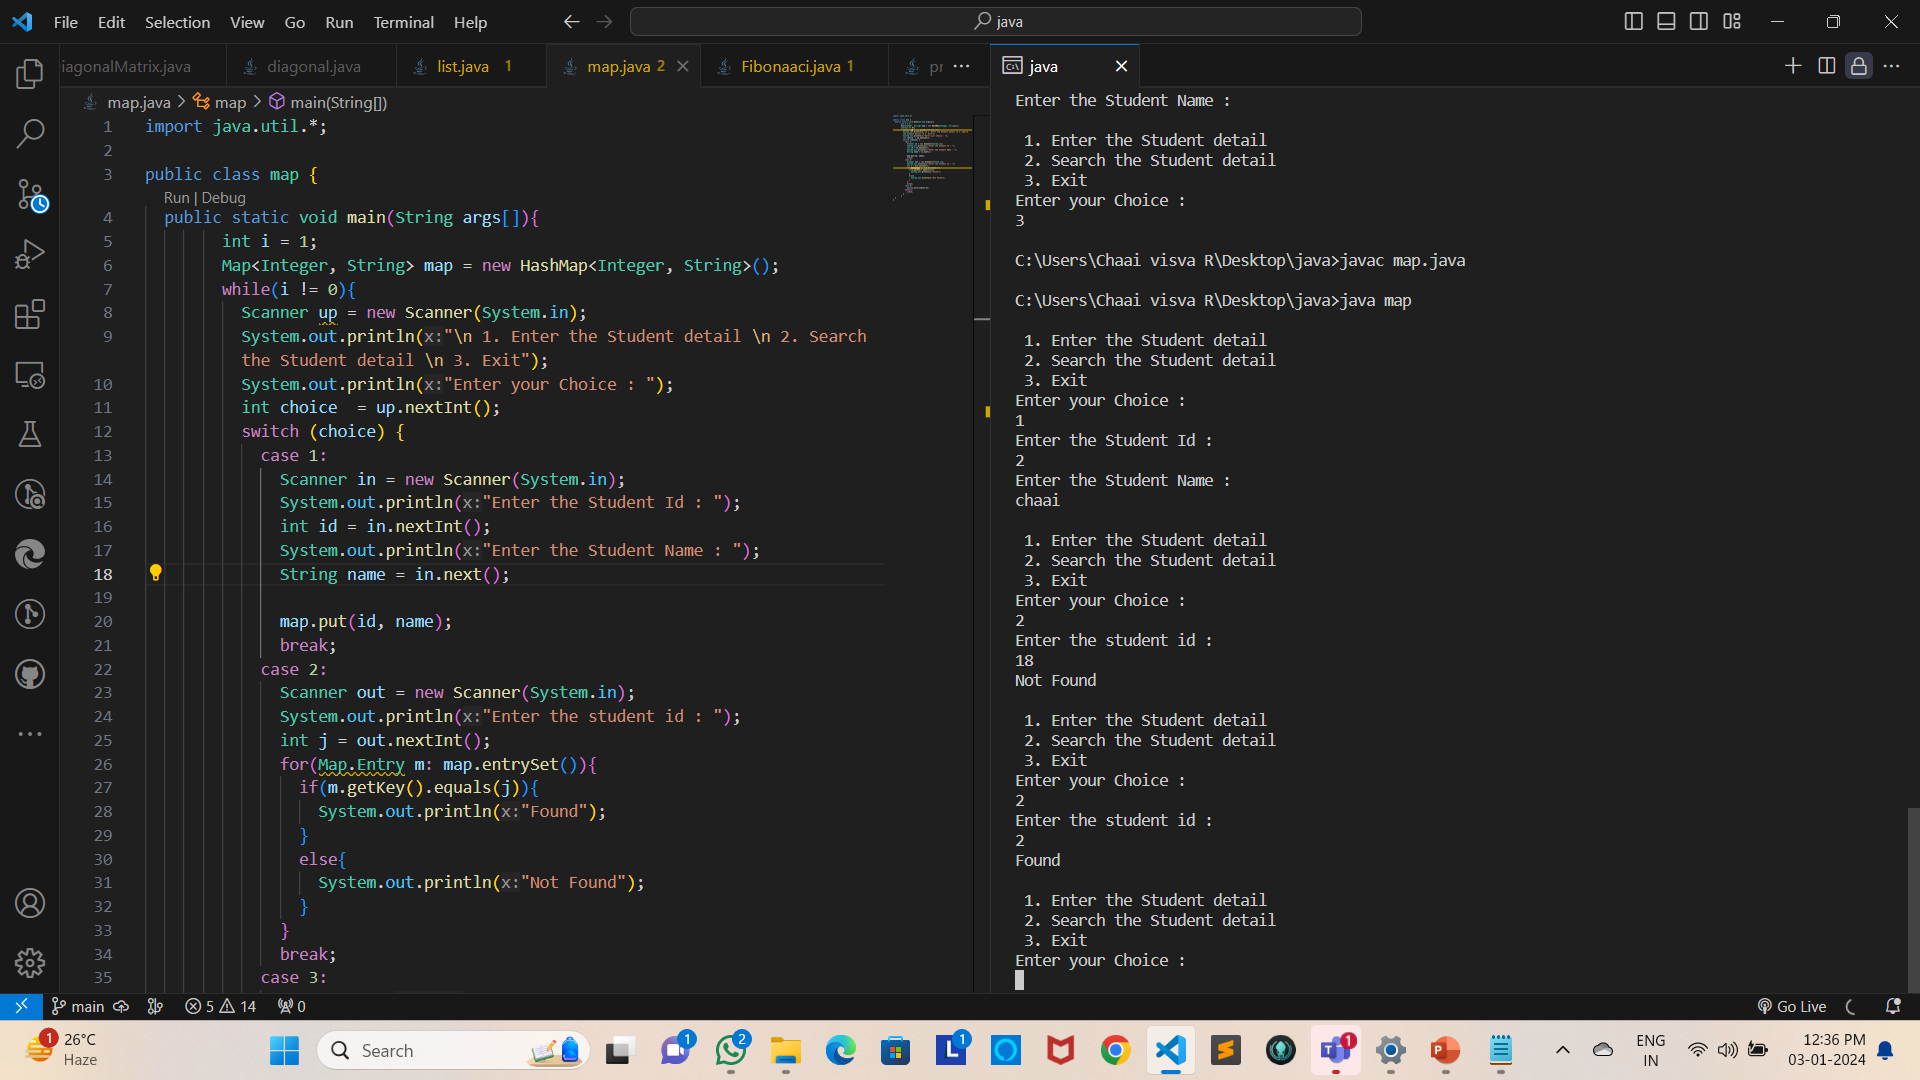 File Edit Selection View Go Run Terminal Help
java
iagonalMatrix.java
diagonal.java
list.java 1
map.java 2
Fibonaaci.java 1
pr
java
map.java > map > main(String[])
1 import java.util.*;
2
3 public class map {
Run | Debug
4 public static void main(String args[]){
5 int i = 1;
6 Map<Integer, String> map = new HashMap<Integer, String>();
7 while(i != 0){
8 Scanner up = new Scanner(System.in);
9 System.out.println(x:"\n 1. Enter the Student detail \n 2. Search
the Student detail \n 3. Exit");
10 System.out.println(x:"Enter your Choice : ");
11 int choice  = up.nextInt();
12 switch (choice) {
13 case 1:
14 Scanner in = new Scanner(System.in);
15 System.out.println(x:"Enter the Student Id : ");
16 int id = in.nextInt();
17 System.out.println(x:"Enter the Student Name : ");
18 String name = in.next();
19
20 map.put(id, name);
21 break;
22 case 2:
23 Scanner out = new Scanner(System.in);
24 System.out.println(x:"Enter the student id : ");
25 int j = out.nextInt();
26 for(Map.Entry m: map.entrySet()){
27 if(m.getKey().equals(j)){
28 System.out.println(x:"Found");
29 }
30 else{
31 System.out.println(x:"Not Found");
32 }
33 }
34 break;
35 case 3:
Enter the Student Name :
1. Enter the Student detail
2. Search the Student detail
3. Exit
Enter your Choice :
3
C:\Users\Chaai visva R\Desktop\java>javac map.java
C:\Users\Chaai visva R\Desktop\java>java map
1. Enter the Student detail
2. Search the Student detail
3. Exit
Enter your Choice :
1
Enter the Student Id :
2
Enter the Student Name :
chaai
1. Enter the Student detail
2. Search the Student detail
3. Exit
Enter your Choice :
2
Enter the student id :
18
Not Found
1. Enter the Student detail
2. Search the Student detail
3. Exit
Enter your Choice :
2
Enter the student id :
2
Found
1. Enter the Student detail
2. Search the Student detail
3. Exit
Enter your Choice :
main 5 14 0
Go Live
1 26°C
Haze
Search
1
2
1
1
ENG
IN
12:36 PM
03-01-2024